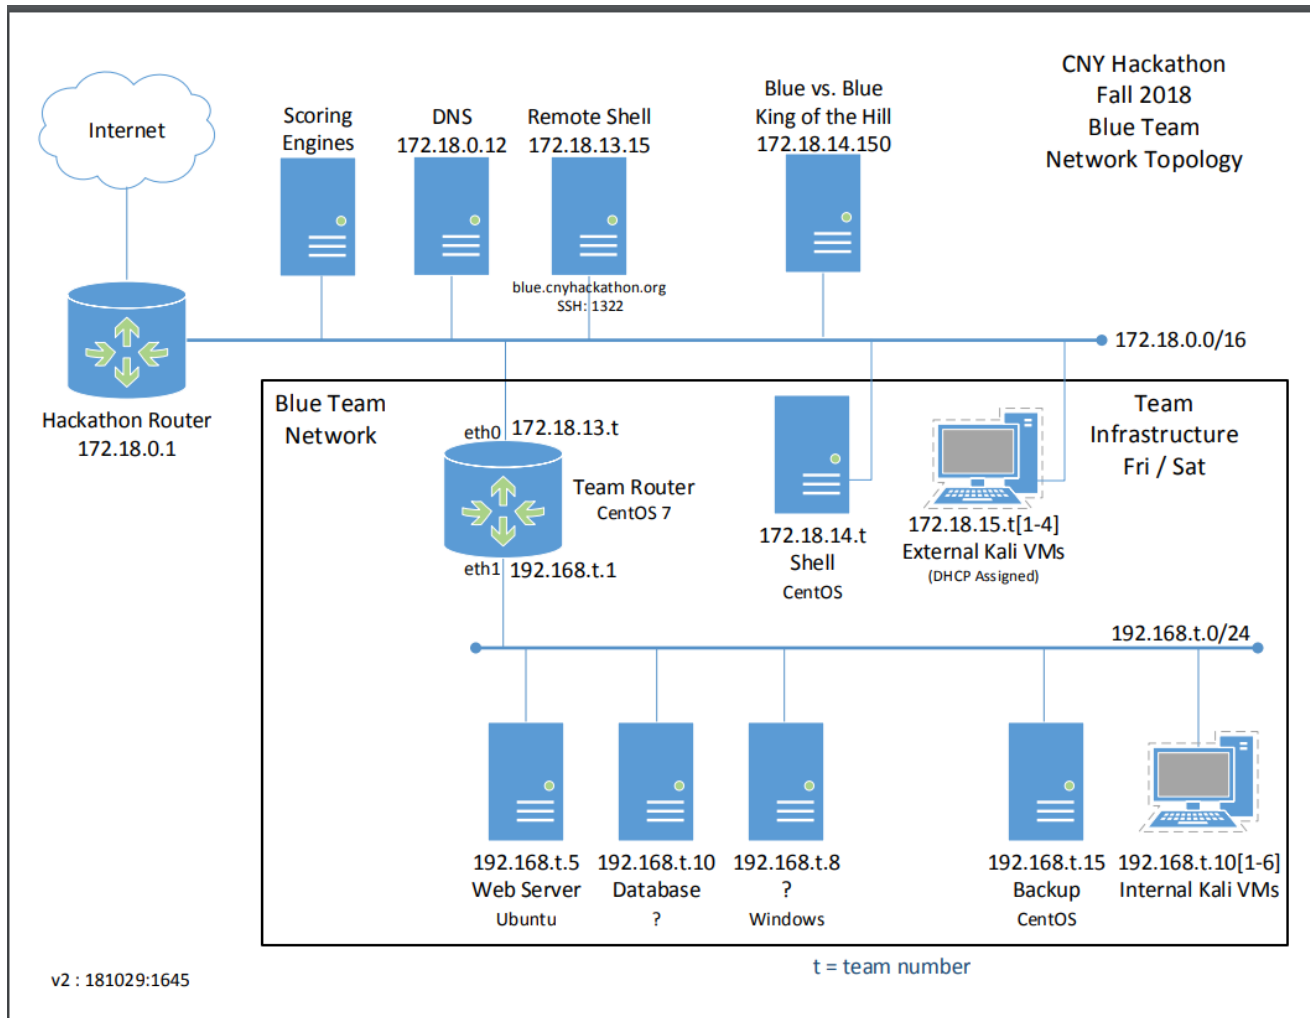 CNY Hackathon
Fall 2018
Blue Team
Network Topology
Internet
Scoring
Engines
DNS
172.18.0.12
Remote Shell
172.18.13.15
Blue vs. Blue
King of the Hill
172.18.14.150
blue.cnyhackathon.org
SSH: 1322
172.18.0.0/16
Hackathon Router
172.18.0.1
Blue Team
Network
eth0
172.18.13.t
Team Router
CentOS 7
eth1
192.168.t.1
172.18.14.t
Shell
CentOS
172.18.15.t[1-4]
External Kali VMs
(DHCP Assigned)
Team
Infrastructure
Fri / Sat
192.168.t.0/24
192.168.t.5
Web Server
Ubuntu
192.168.t.10
Database
?
192.168.t.8
?
Windows
192.168.t.15
Backup
CentOS
192.168.t.10[1-6]
Internal Kali VMs
t = team number
v2 : 181029:1645